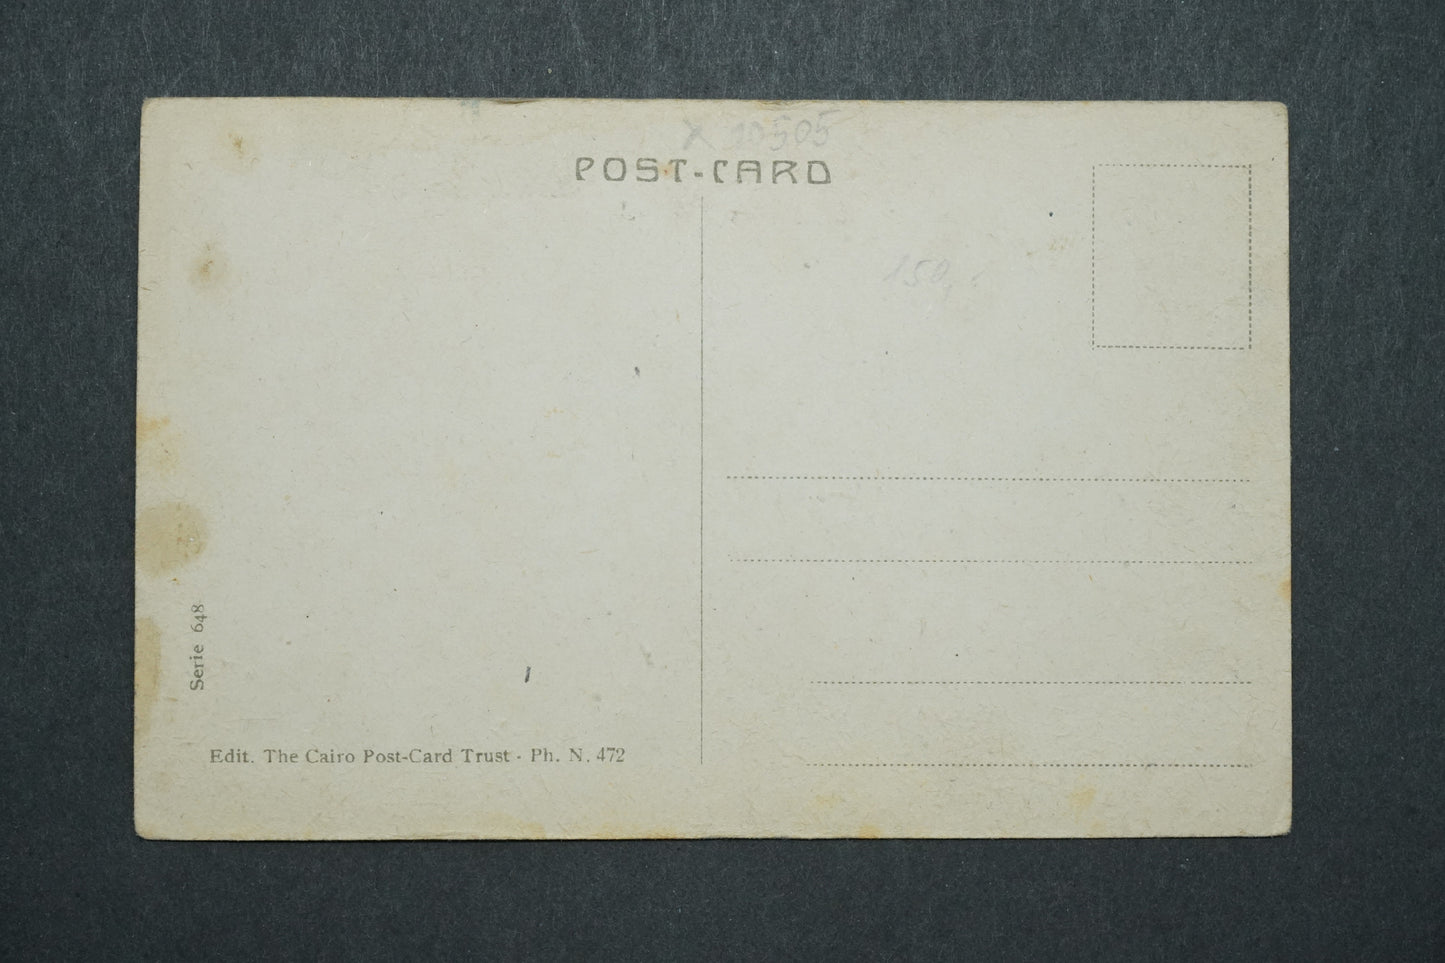 X 10505
POST-CARD
150.-
Serie 648
Edit. The Cairo Post-Card Trust - Ph. N. 472